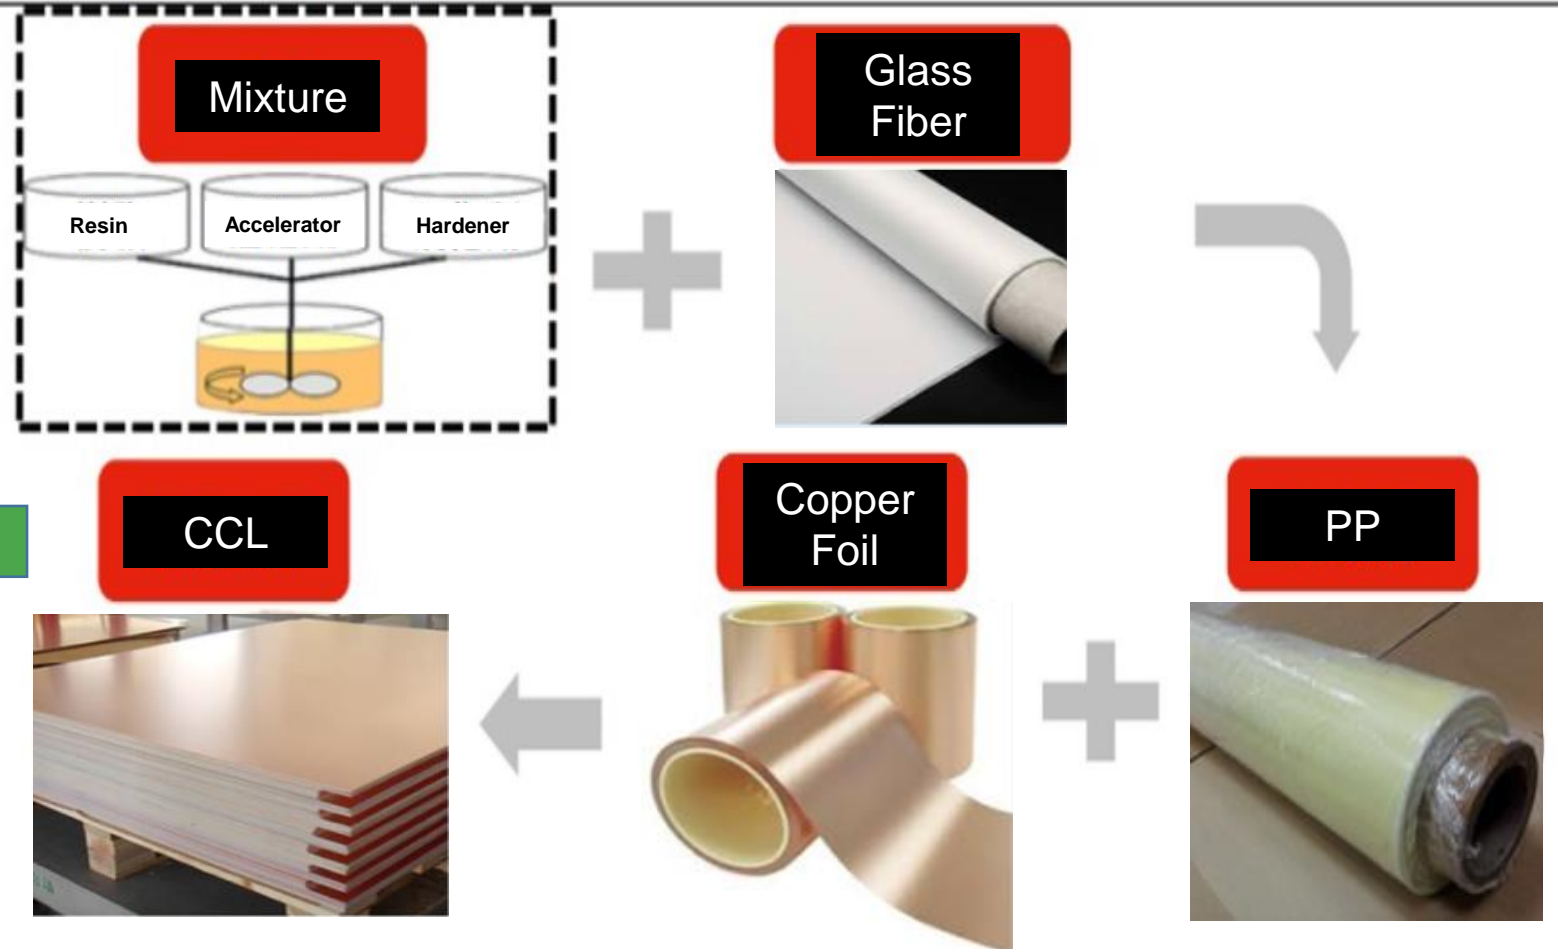 Mixture
Glass
Fiber
Resin
Accelerator
Hardener
CCL
Copper
Foil
PP